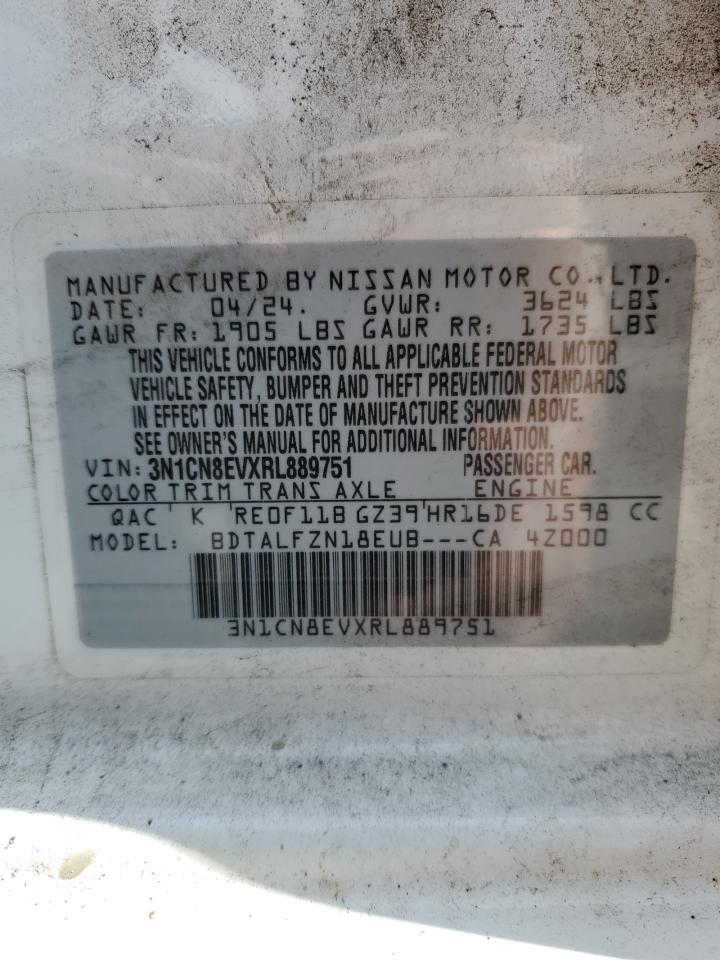 MANUFACTURED BY NISSAN MOTOR CO., LTD.
DATE: 04/24. GVWR: 3624 LBS
GAWR FR: 1905 LBS GAWR RR: 1735 LBS
THIS VEHICLE CONFORMS TO ALL APPLICABLE FEDERAL MOTOR
VEHICLE SAFETY, BUMPER AND THEFT PREVENTION STANDARDS
IN EFFECT ON THE DATE OF MANUFACTURE SHOWN ABOVE.
SEE OWNER'S MANUAL FOR ADDITIONAL INFORMATION.
VIN: 3N1CN8EVXRL889751 PASSENGER CAR.
COLOR TRIM TRANS AXLE ENGINE
QAC K RE0F11B GZ39 HR16DE 1598 CC
MODEL: BDTALFZN18EUB---CA 4Z000
3N1CN8EVXRL889751